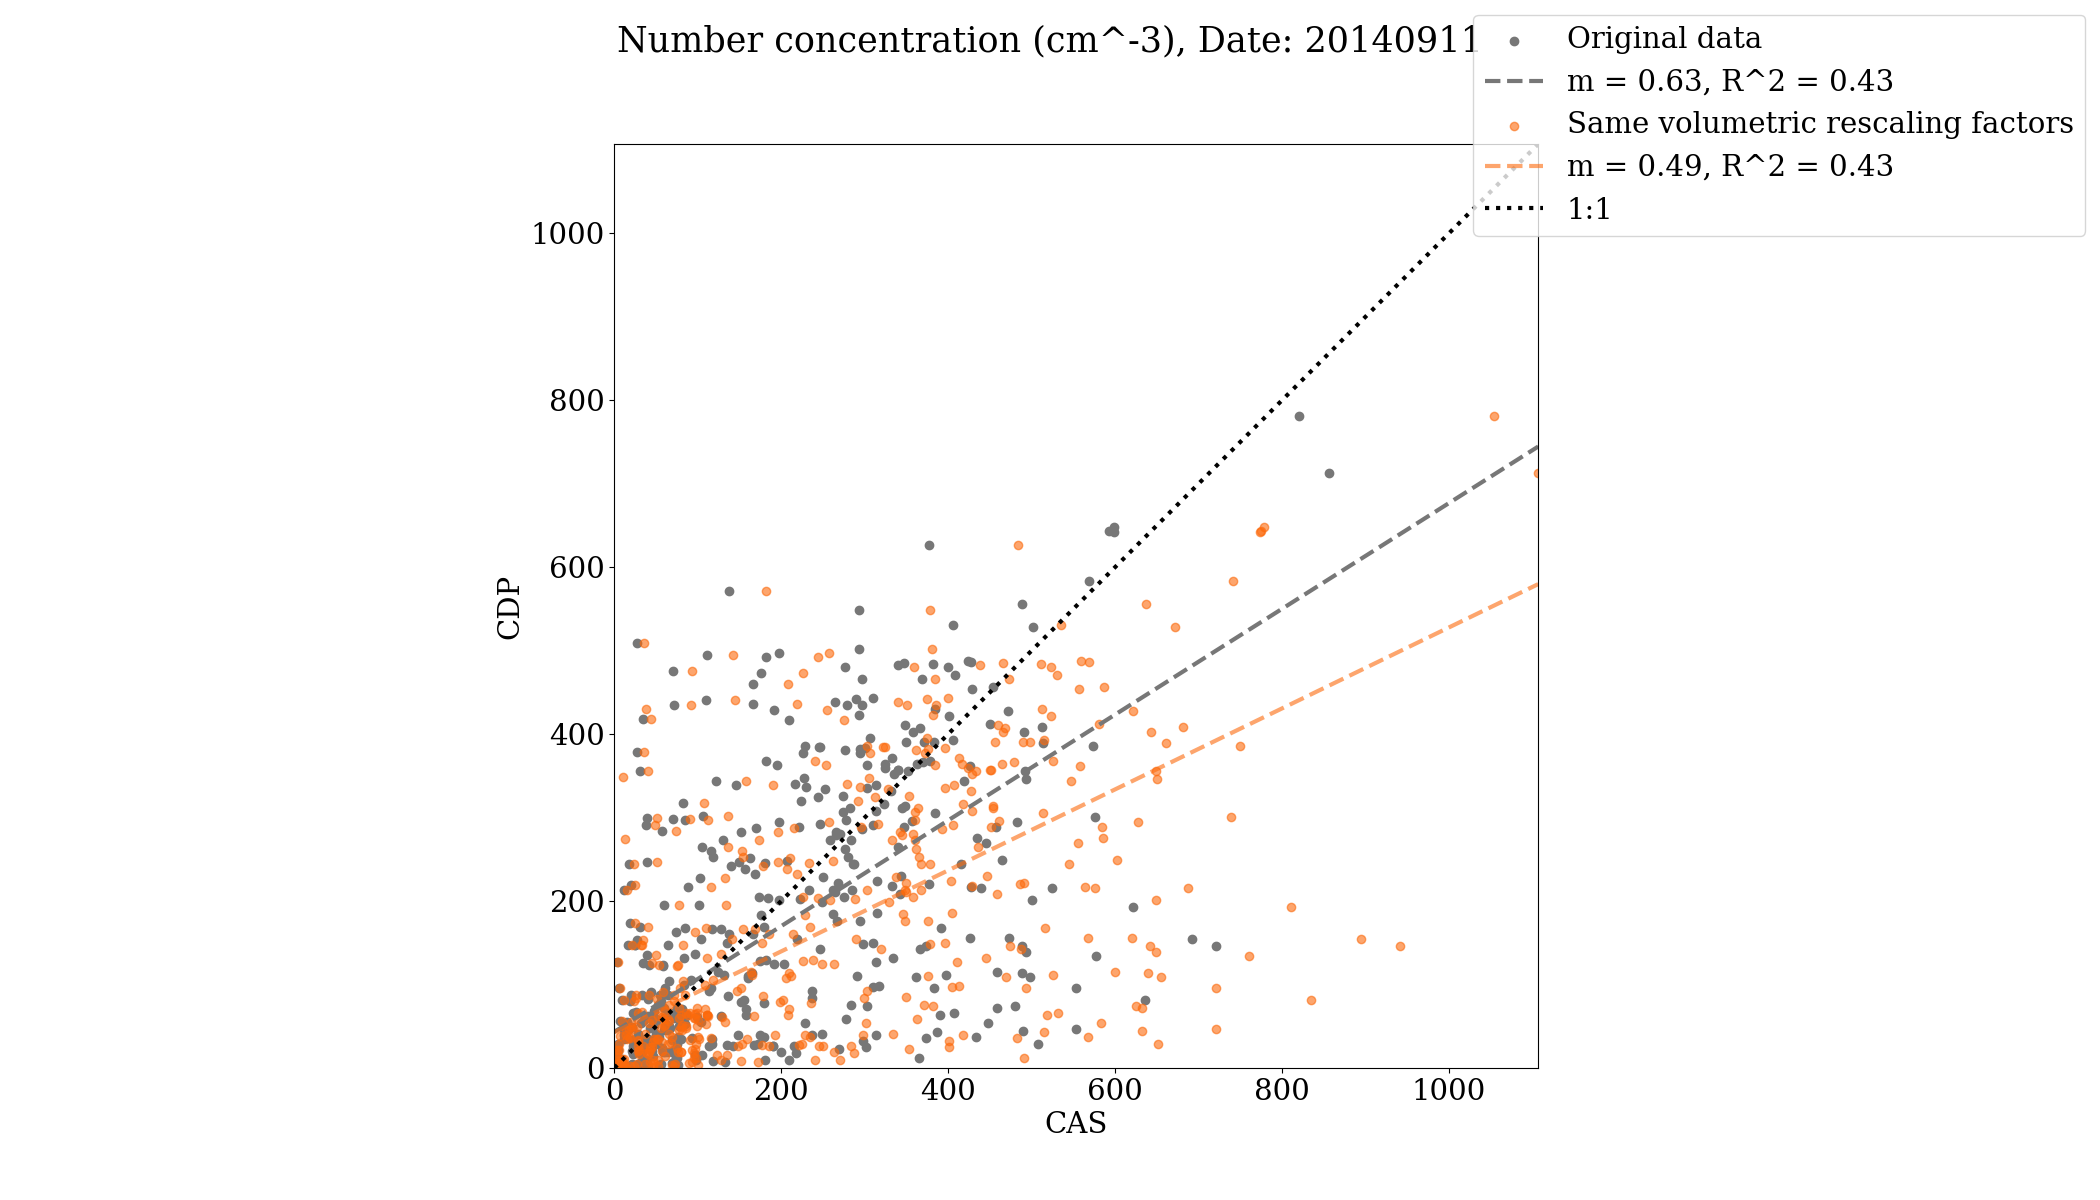 Number concentration (cm^-3), Date: 20140911
Original data
m = 0.63, R^2 = 0.43
Same volumetric rescaling factors
m = 0.49, R^2 = 0.43
1:1
1000
800
600
400
200
0
CDP
0 200 400 600 800 1000
CAS